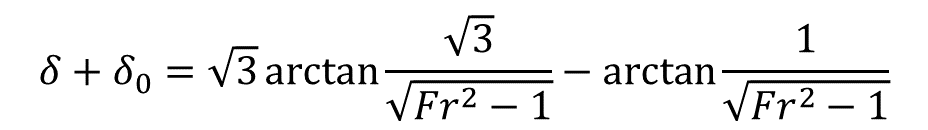 δ + δ₀ = √3 arctan √3/√(Fr² − 1) − arctan 1/√(Fr² − 1)